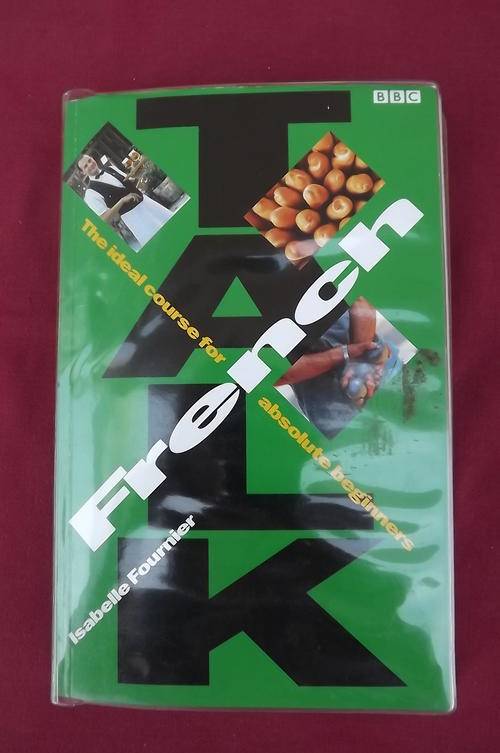 BBC
TALK
French
The ideal course for
absolute beginners
Isabelle Fournier